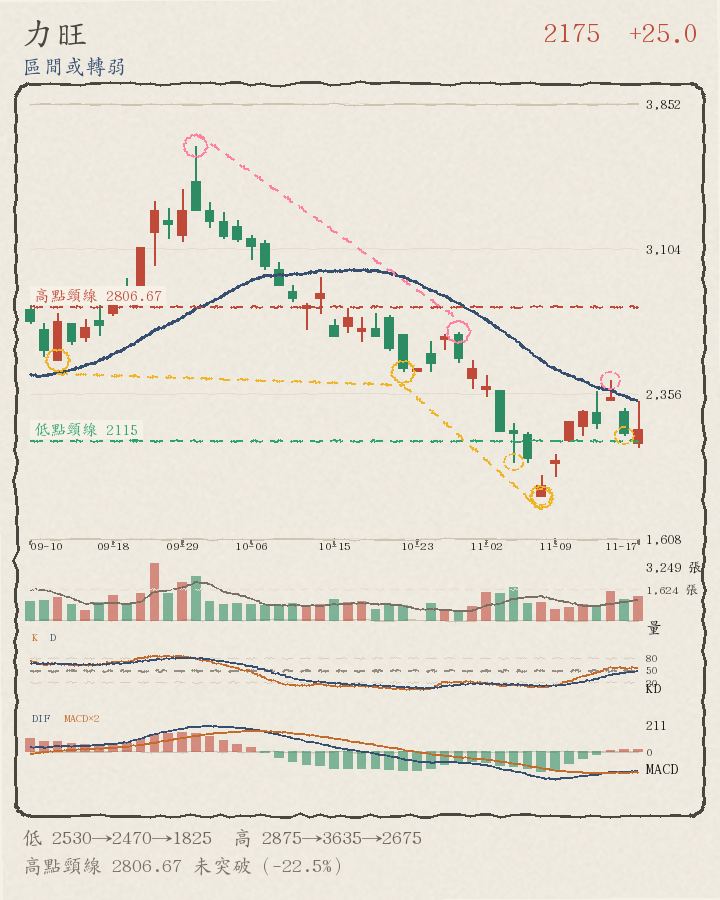 力旺 2175 +25.0
區間或轉弱
3,852
3,104
高點頸線 2806.67
2,356
低點頸線 2115
1,608
09-10 09-18 09-29 10-06 10-15 10-23 11-02 11-09 11-17
3,249 張
1,624 張
量
K D
80
50
20
KD
DIF MACD×2
211
0
MACD
低 2530→2470→1825 高 2875→3635→2675
高點頸線 2806.67 未突破 (-22.5%)